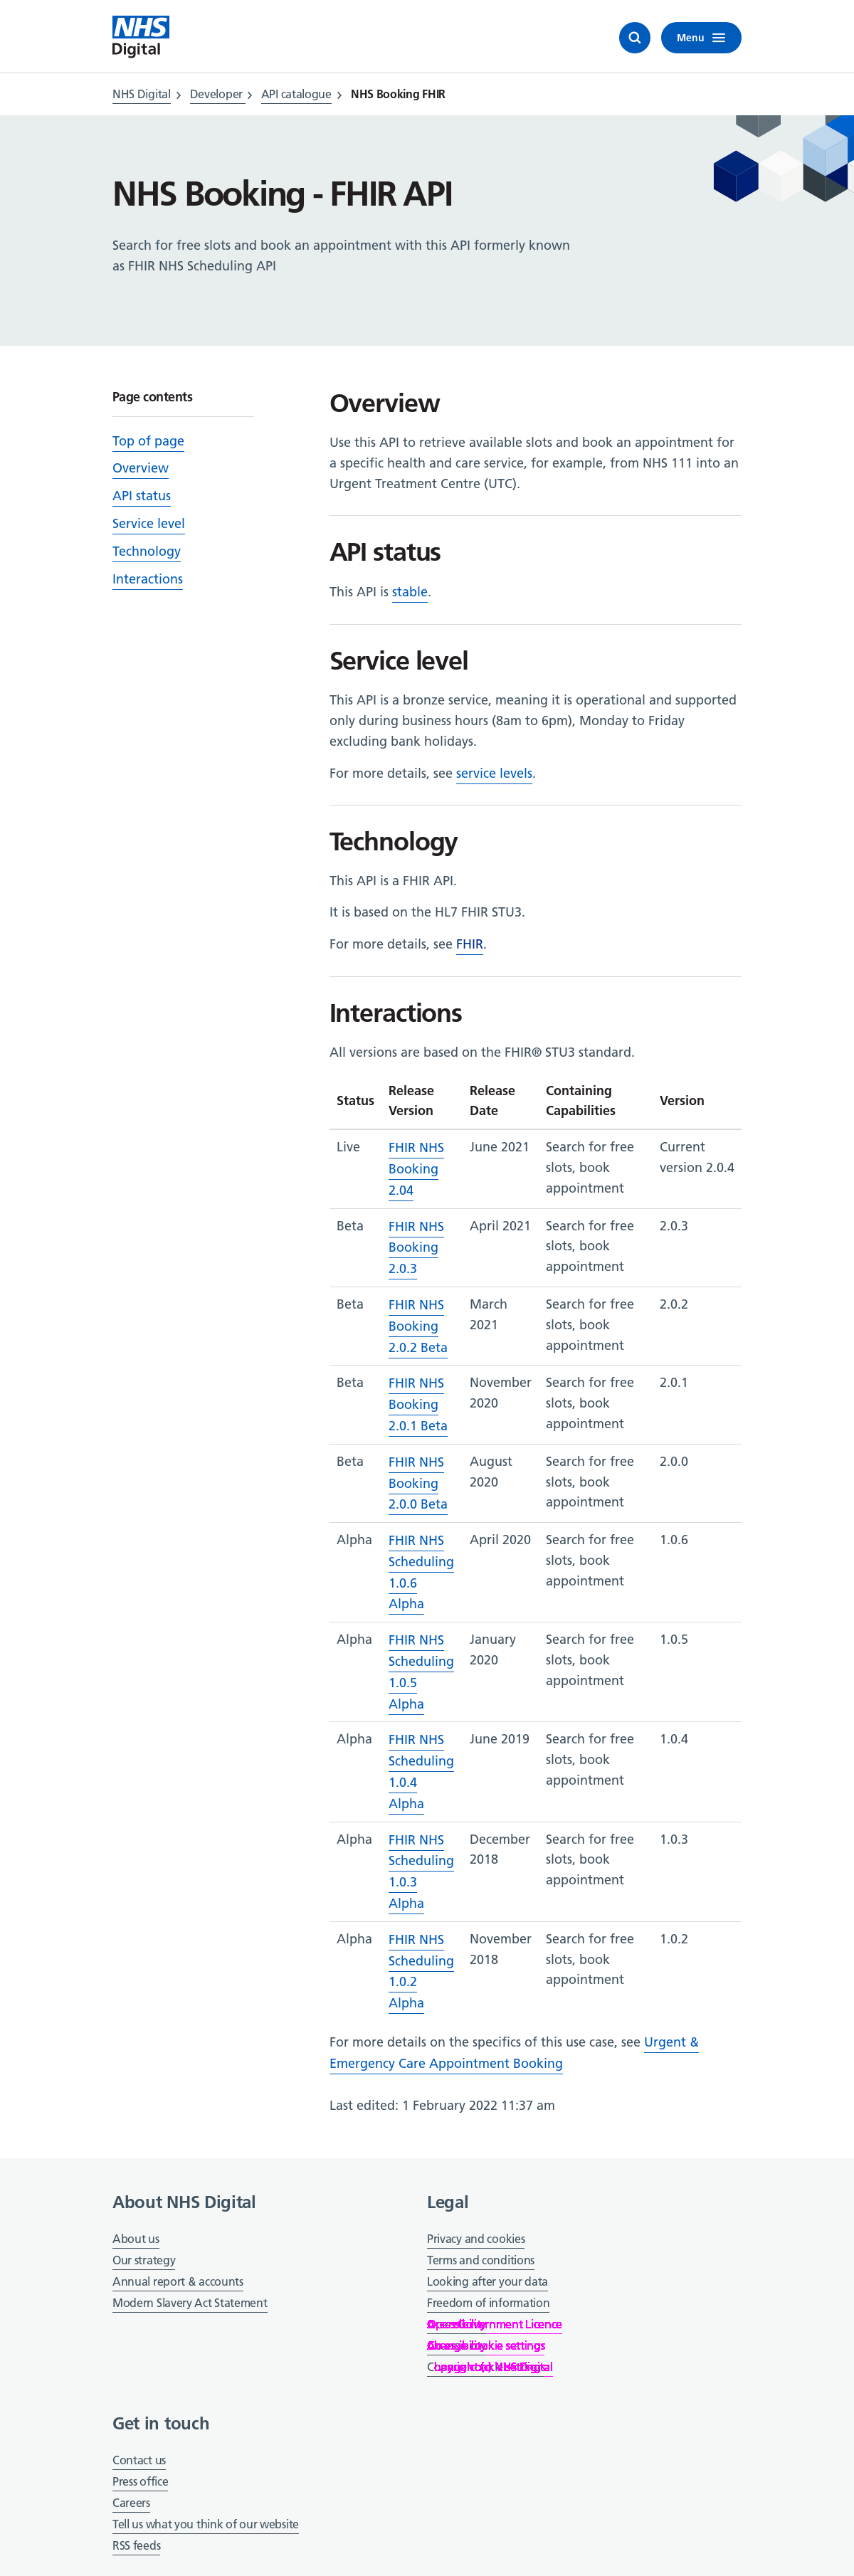 NHS
Digital
Menu
NHS Digital > Developer > API catalogue > NHS Booking FHIR
NHS Booking - FHIR API
Search for free slots and book an appointment with this API formerly known
as FHIR NHS Scheduling API
Page contents
Top of page
Overview
API status
Service level
Technology
Interactions
Overview
Use this API to retrieve available slots and book an appointment for
a specific health and care service, for example, from NHS 111 into an
Urgent Treatment Centre (UTC).
API status
This API is stable.
Service level
This API is a bronze service, meaning it is operational and supported
only during business hours (8am to 6pm), Monday to Friday
excluding bank holidays.
For more details, see service levels.
Technology
This API is a FHIR API.
It is based on the HL7 FHIR STU3.
For more details, see FHIR.
Interactions
All versions are based on the FHIR® STU3 standard.
Status
Release
Version
Release
Date
Containing
Capabilities
Version
Live
FHIR NHS
Booking
2.04
June 2021
Search for free
slots, book
appointment
Current
version 2.0.4
Beta
FHIR NHS
Booking
2.0.3
April 2021
Search for free
slots, book
appointment
2.0.3
Beta
FHIR NHS
Booking
2.0.2 Beta
March
2021
Search for free
slots, book
appointment
2.0.2
Beta
FHIR NHS
Booking
2.0.1 Beta
November
2020
Search for free
slots, book
appointment
2.0.1
Beta
FHIR NHS
Booking
2.0.0 Beta
August
2020
Search for free
slots, book
appointment
2.0.0
Alpha
FHIR NHS
Scheduling
1.0.6
Alpha
April 2020
Search for free
slots, book
appointment
1.0.6
Alpha
FHIR NHS
Scheduling
1.0.5
Alpha
January
2020
Search for free
slots, book
appointment
1.0.5
Alpha
FHIR NHS
Scheduling
1.0.4
Alpha
June 2019
Search for free
slots, book
appointment
1.0.4
Alpha
FHIR NHS
Scheduling
1.0.3
Alpha
December
2018
Search for free
slots, book
appointment
1.0.3
Alpha
FHIR NHS
Scheduling
1.0.2
Alpha
November
2018
Search for free
slots, book
appointment
1.0.2
For more details on the specifics of this use case, see Urgent &
Emergency Care Appointment Booking
Last edited: 1 February 2022 11:37 am
About NHS Digital
About us
Our strategy
Annual report & accounts
Modern Slavery Act Statement
Legal
Privacy and cookies
Terms and conditions
Looking after your data
Freedom of information
Licence
settings
NHS Digital
Get in touch
Contact us
Press office
Careers
Tell us what you think of our website
RSS feeds